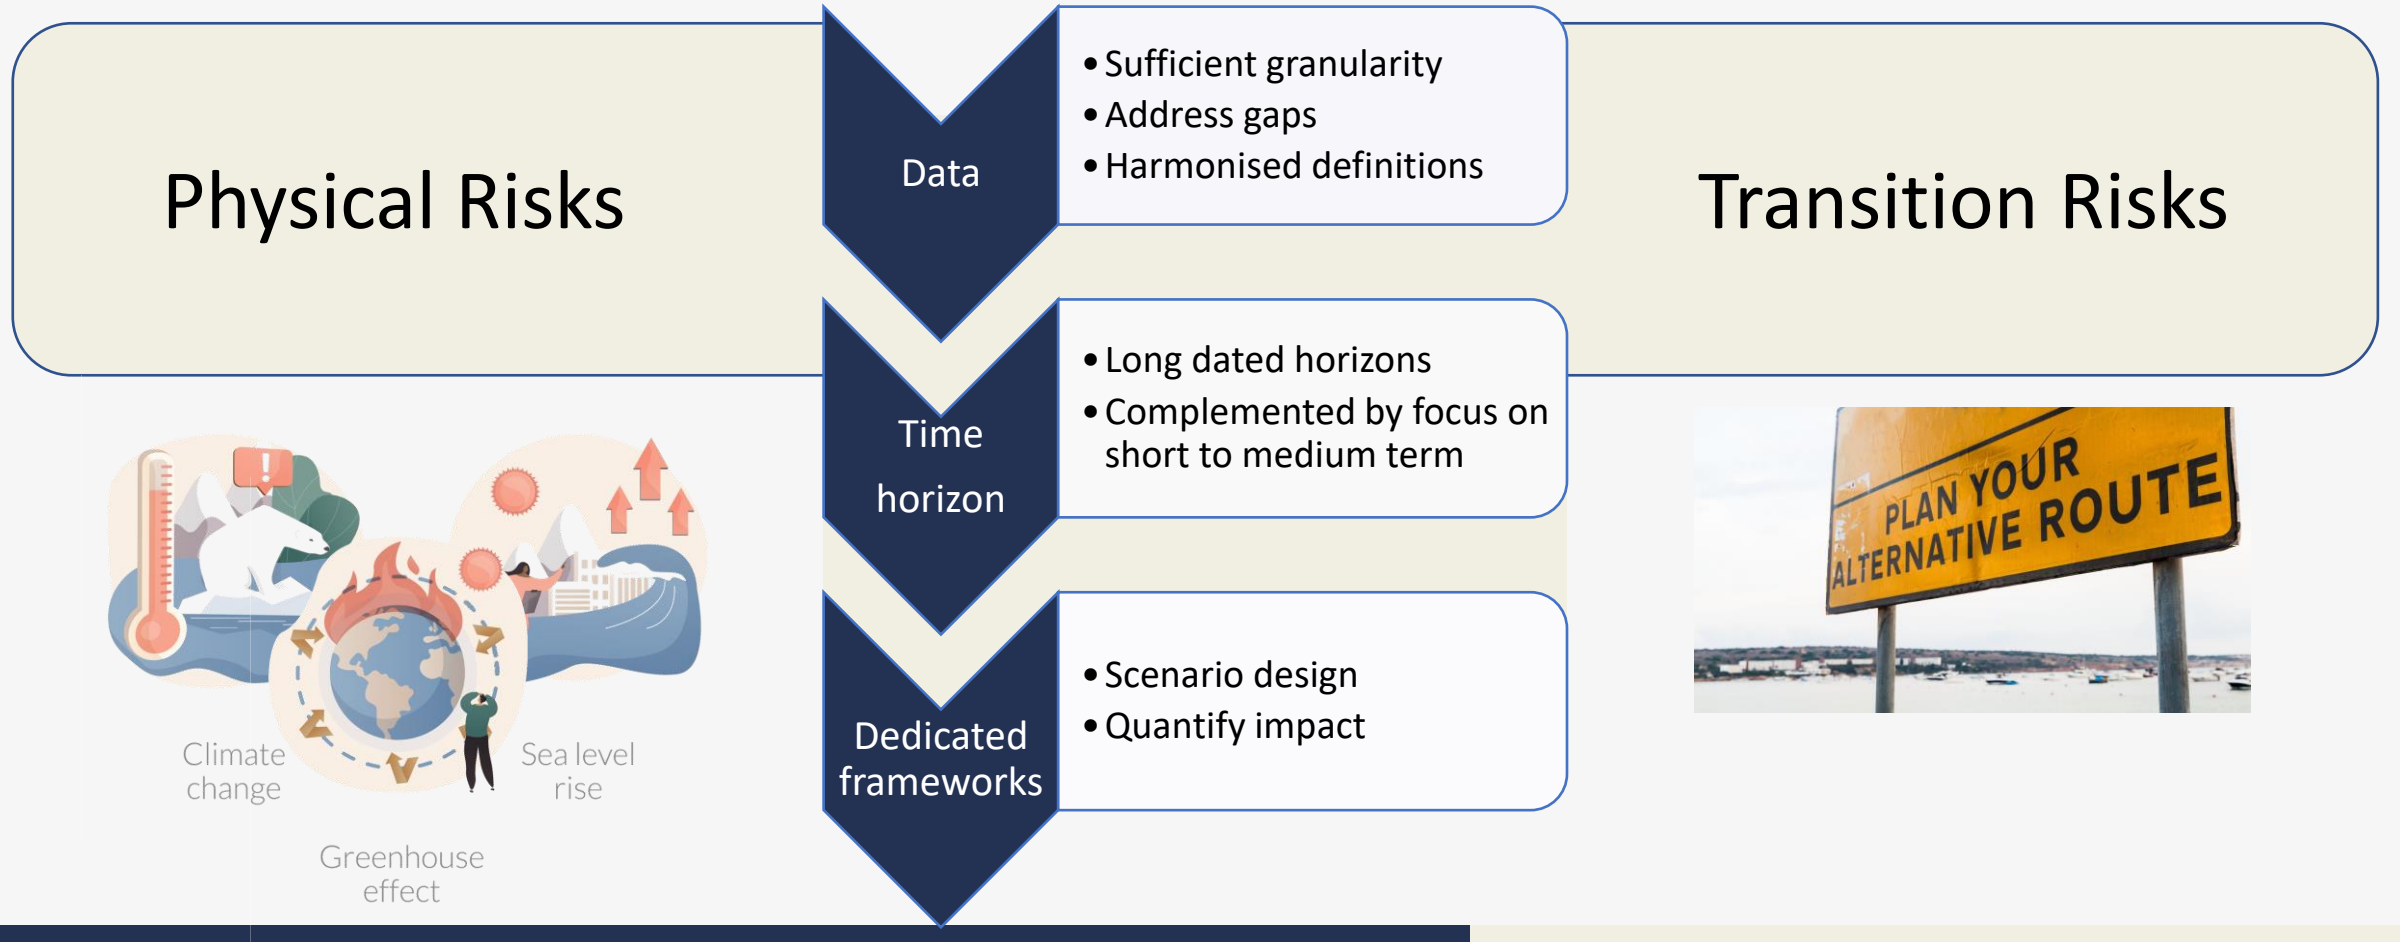 Physical Risks
Data
• Sufficient granularity
• Address gaps
• Harmonised definitions
Transition Risks
Time
horizon
• Long dated horizons
• Complemented by focus on
short to medium term
Dedicated
frameworks
• Scenario design
• Quantify impact
Climate
change
Sea level
rise
Greenhouse
effect
PLAN YOUR
ALTERNATIVE ROUTE